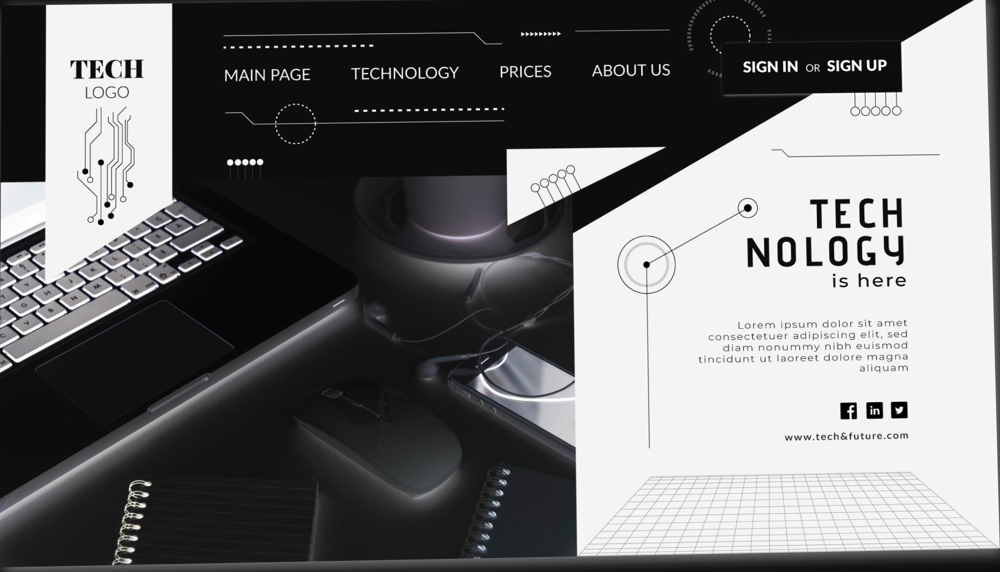 TECH
LOGO
MAIN PAGE
TECHNOLOGY
PRICES
ABOUT US
SIGN IN OR SIGN UP
TECH
NOLOGY
is here
Lorem ipsum dolor sit amet
consectetuer adipiscing elit, sed
diam nonummy nibh euismod
tincidunt ut laoreet dolore magna
aliquam
f in
www.tech&future.com
K
L
J
Y
H
M
T
G
N
B
V
C
cmd